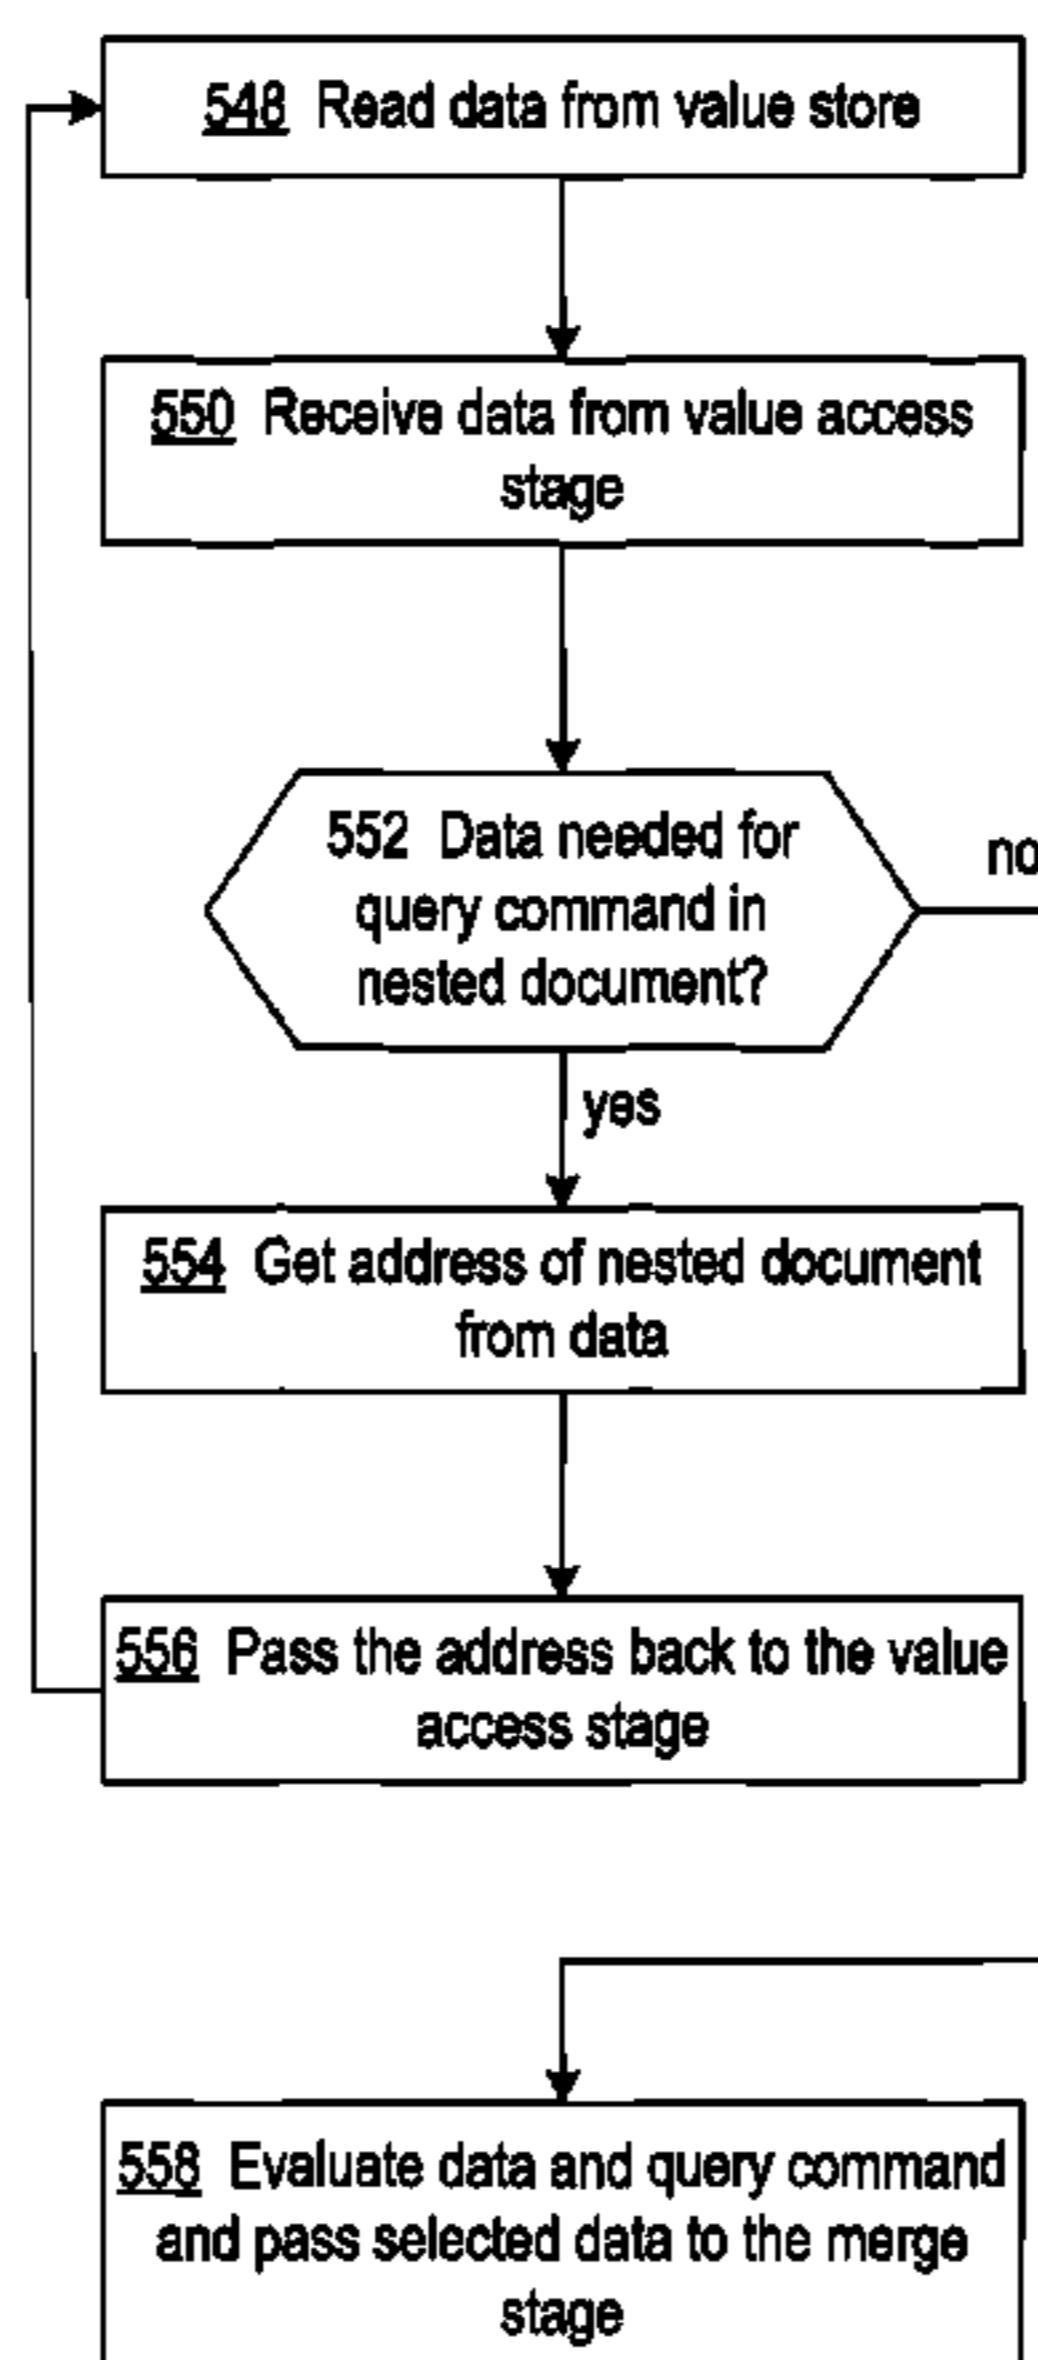 548 Read data from value store
550 Receive data from value access
stage
552 Data needed for
query command in
nested document?
no
yes
554 Get address of nested document
from data
556 Pass the address back to the value
access stage
558 Evaluate data and query command
and pass selected data to the merge
stage